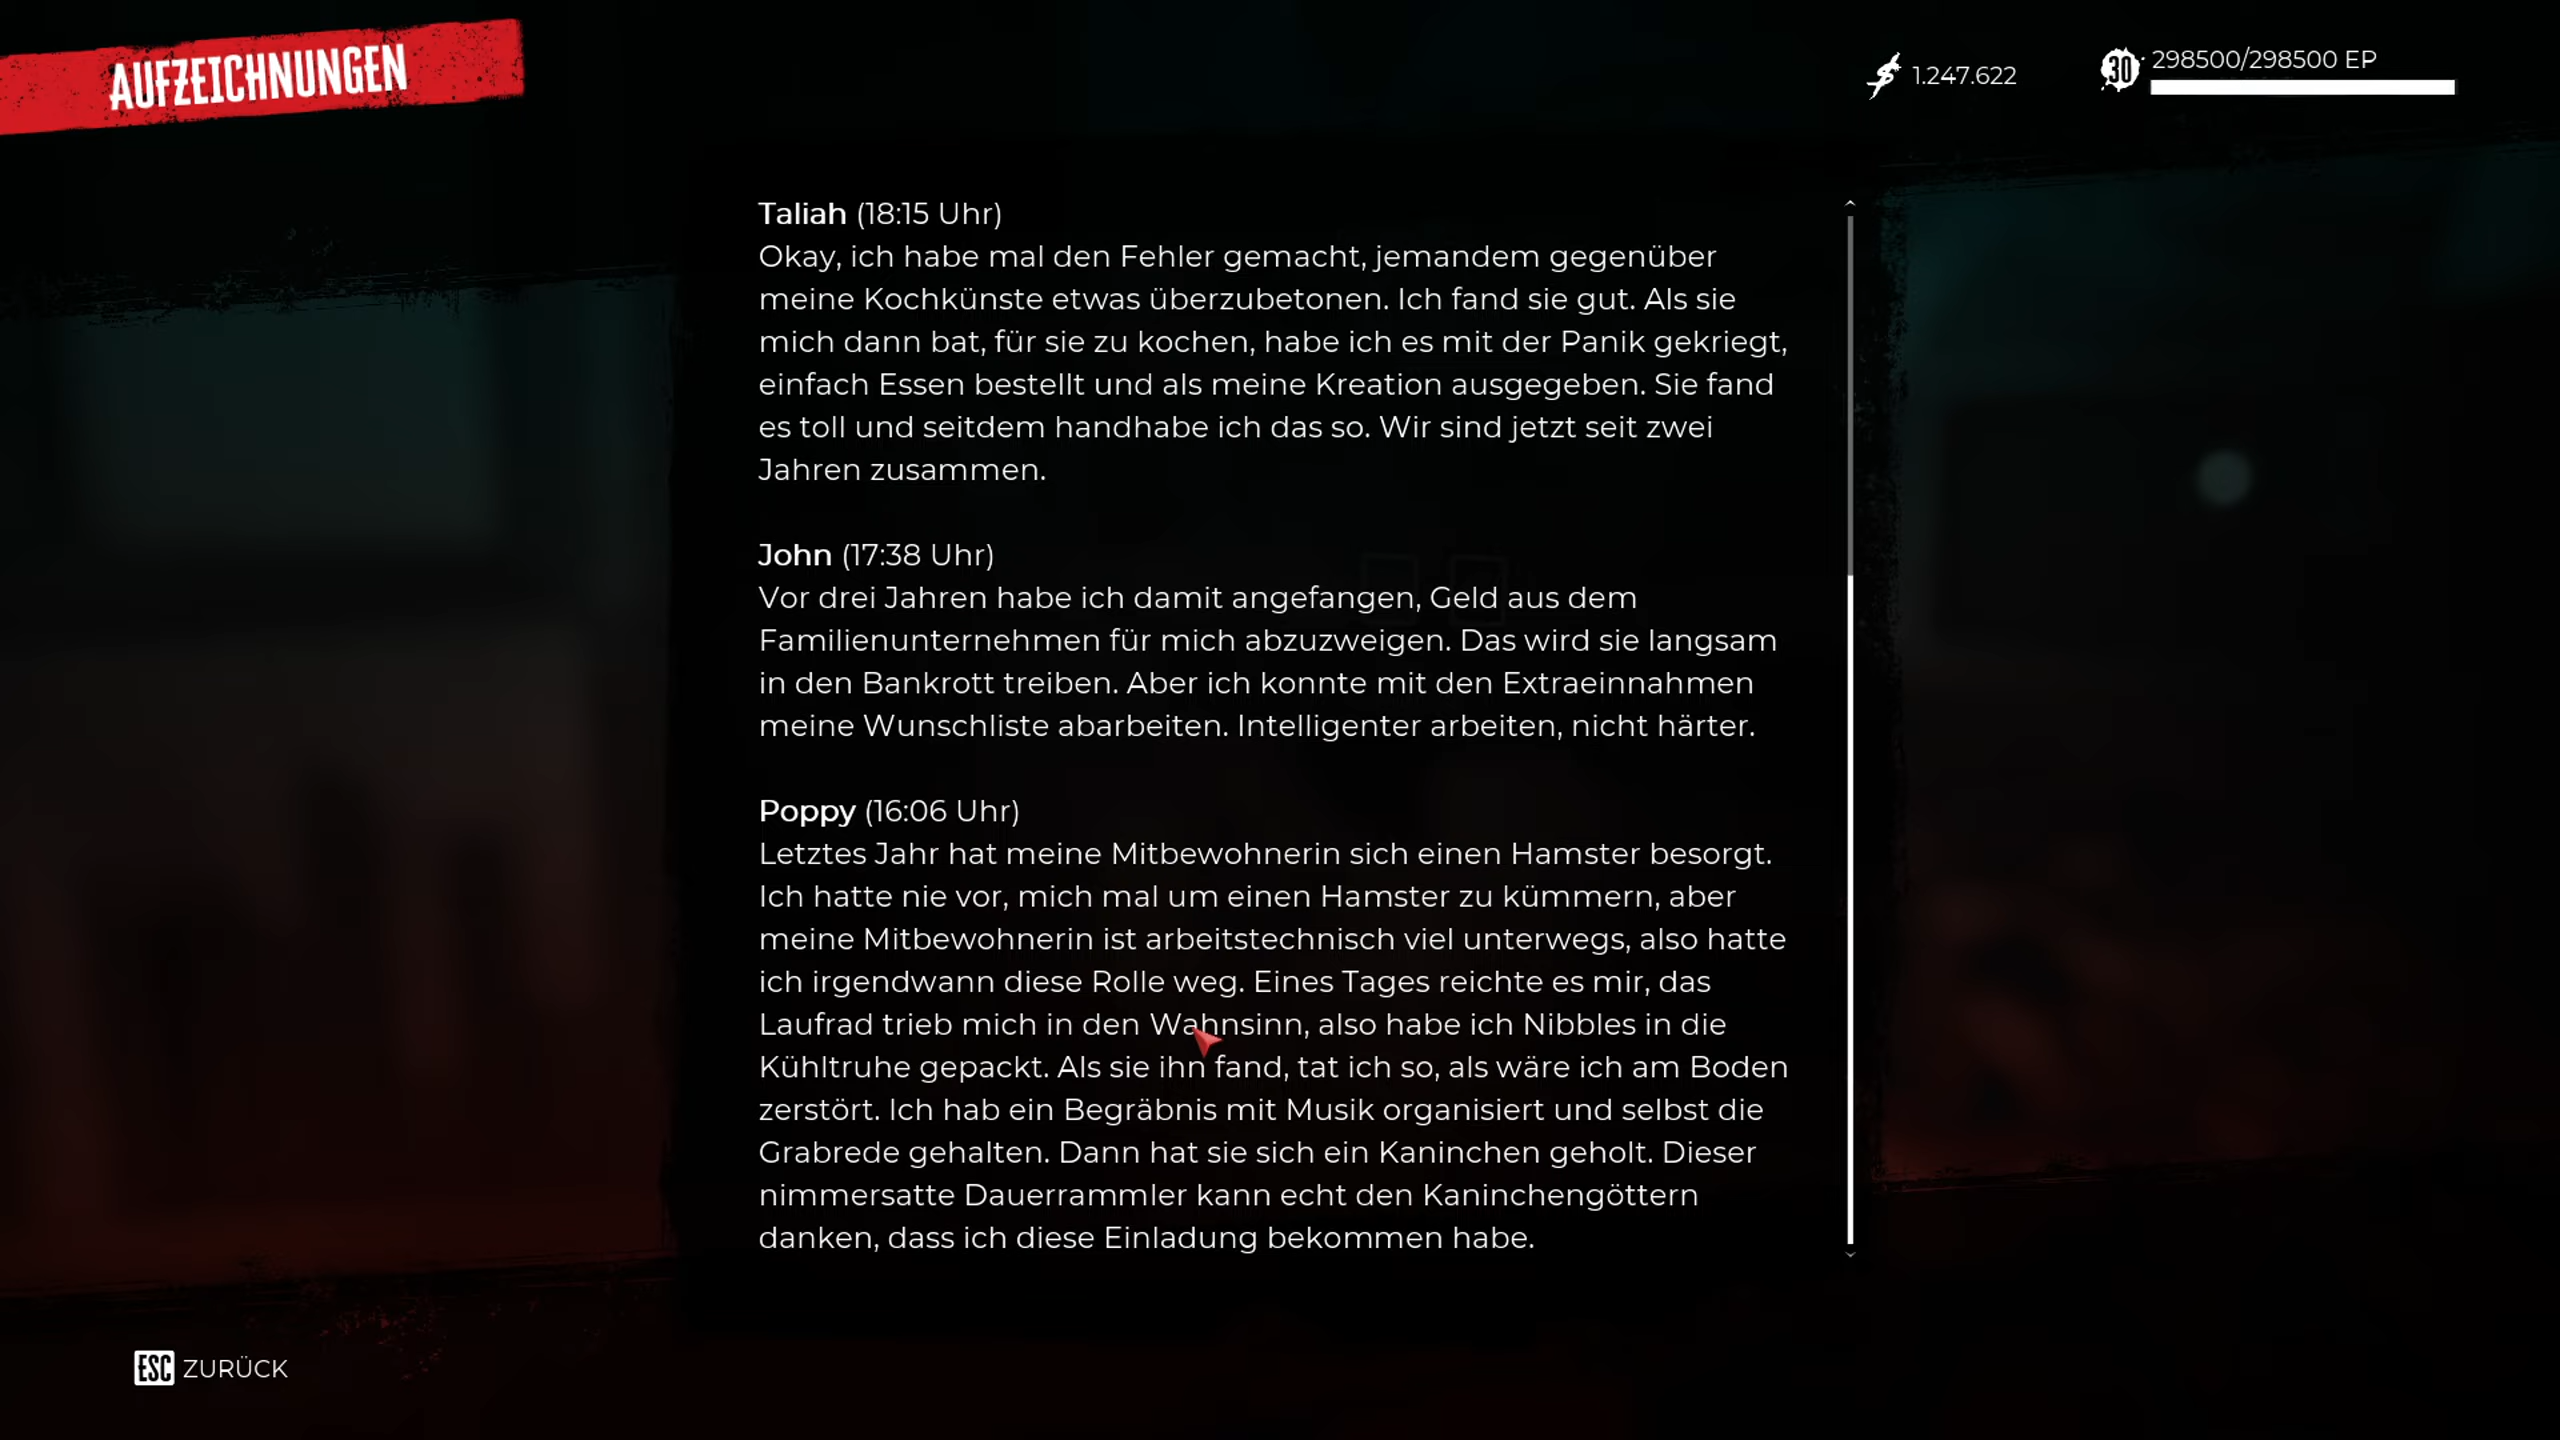 AUFZEICHNUNGEN
1.247.622
30
298500/298500 EP
Taliah (18:15 Uhr)
Okay, ich habe mal den Fehler gemacht, jemandem gegenüber
meine Kochkünste etwas überzubetonen. Ich fand sie gut. Als sie
mich dann bat, für sie zu kochen, habe ich es mit der Panik gekriegt,
einfach Essen bestellt und als meine Kreation ausgegeben. Sie fand
es toll und seitdem handhabe ich das so. Wir sind jetzt seit zwei
Jahren zusammen.
John (17:38 Uhr)
Vor drei Jahren habe ich damit angefangen, Geld aus dem
Familienunternehmen für mich abzuzweigen. Das wird sie langsam
in den Bankrott treiben. Aber ich konnte mit den Extraeinnahmen
meine Wunschliste abarbeiten. Intelligenter arbeiten, nicht härter.
Poppy (16:06 Uhr)
Letztes Jahr hat meine Mitbewohnerin sich einen Hamster besorgt.
Ich hatte nie vor, mich mal um einen Hamster zu kümmern, aber
meine Mitbewohnerin ist arbeitstechnisch viel unterwegs, also hatte
ich irgendwann diese Rolle weg. Eines Tages reichte es mir, das
Laufrad trieb mich in den Wahnsinn, also habe ich Nibbles in die
Kühltruhe gepackt. Als sie ihn fand, tat ich so, als wäre ich am Boden
zerstört. Ich hab ein Begräbnis mit Musik organisiert und selbst die
Grabrede gehalten. Dann hat sie sich ein Kaninchen geholt. Dieser
nimmersatte Dauerrammler kann echt den Kaninchengöttern
danken, dass ich diese Einladung bekommen habe.
ESC ZURÜCK